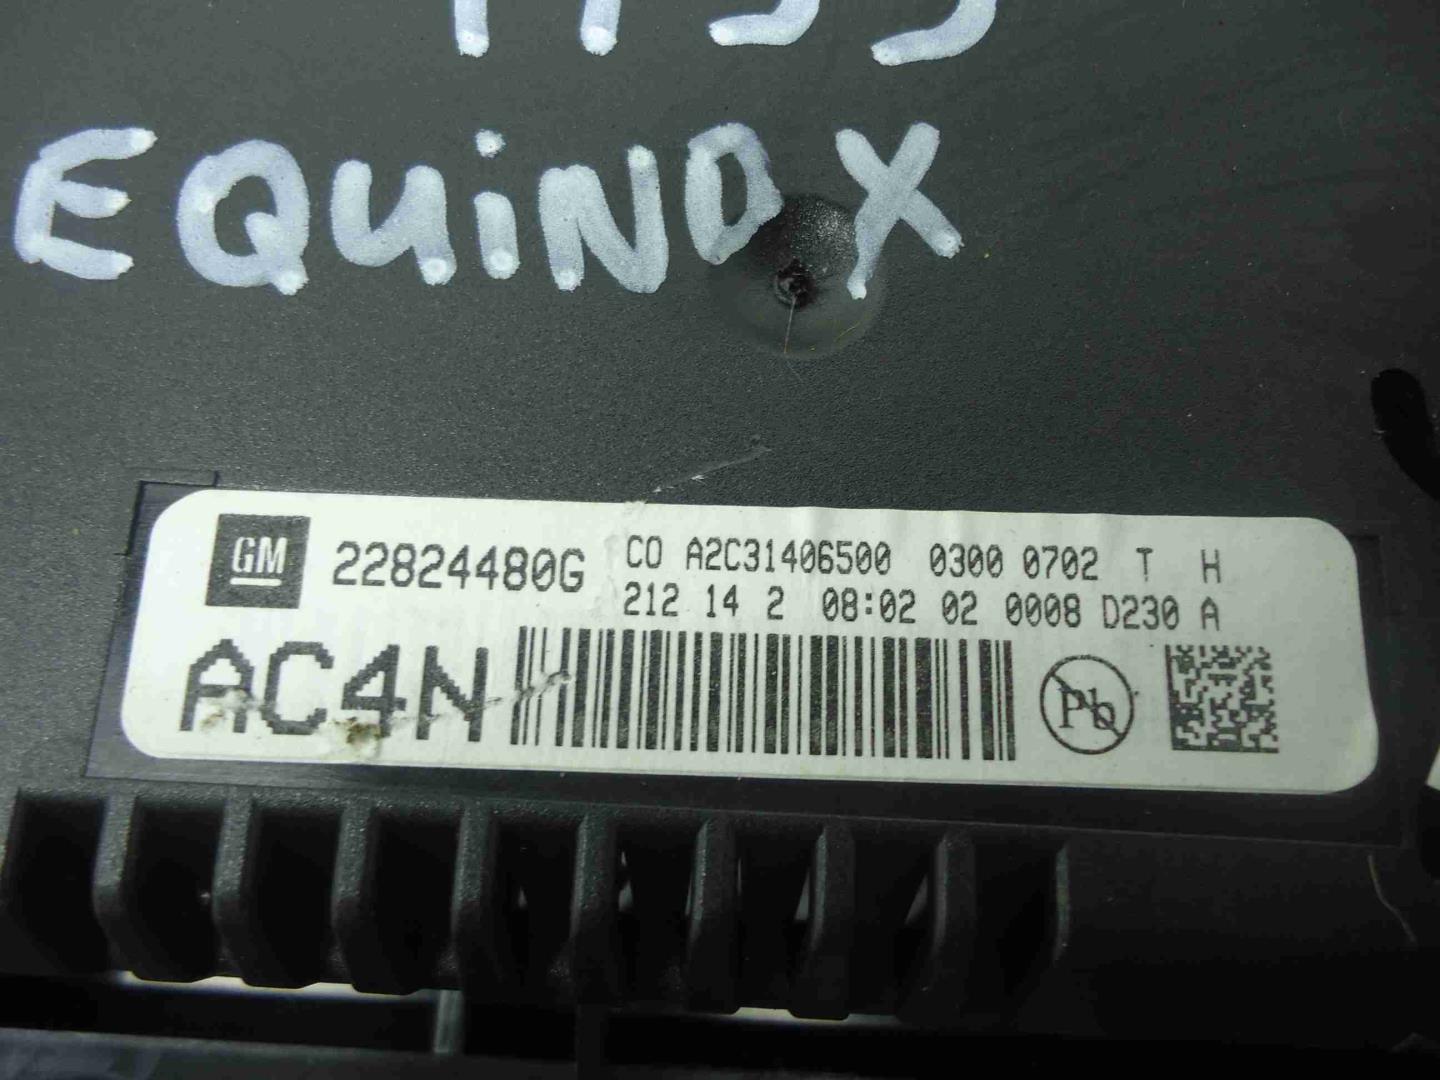 EQUINOX
GM 22824480G CO A2C31406500 0300 0702 T H
212 14 2 08:02 02 0008 D230 A
AC4N Pb